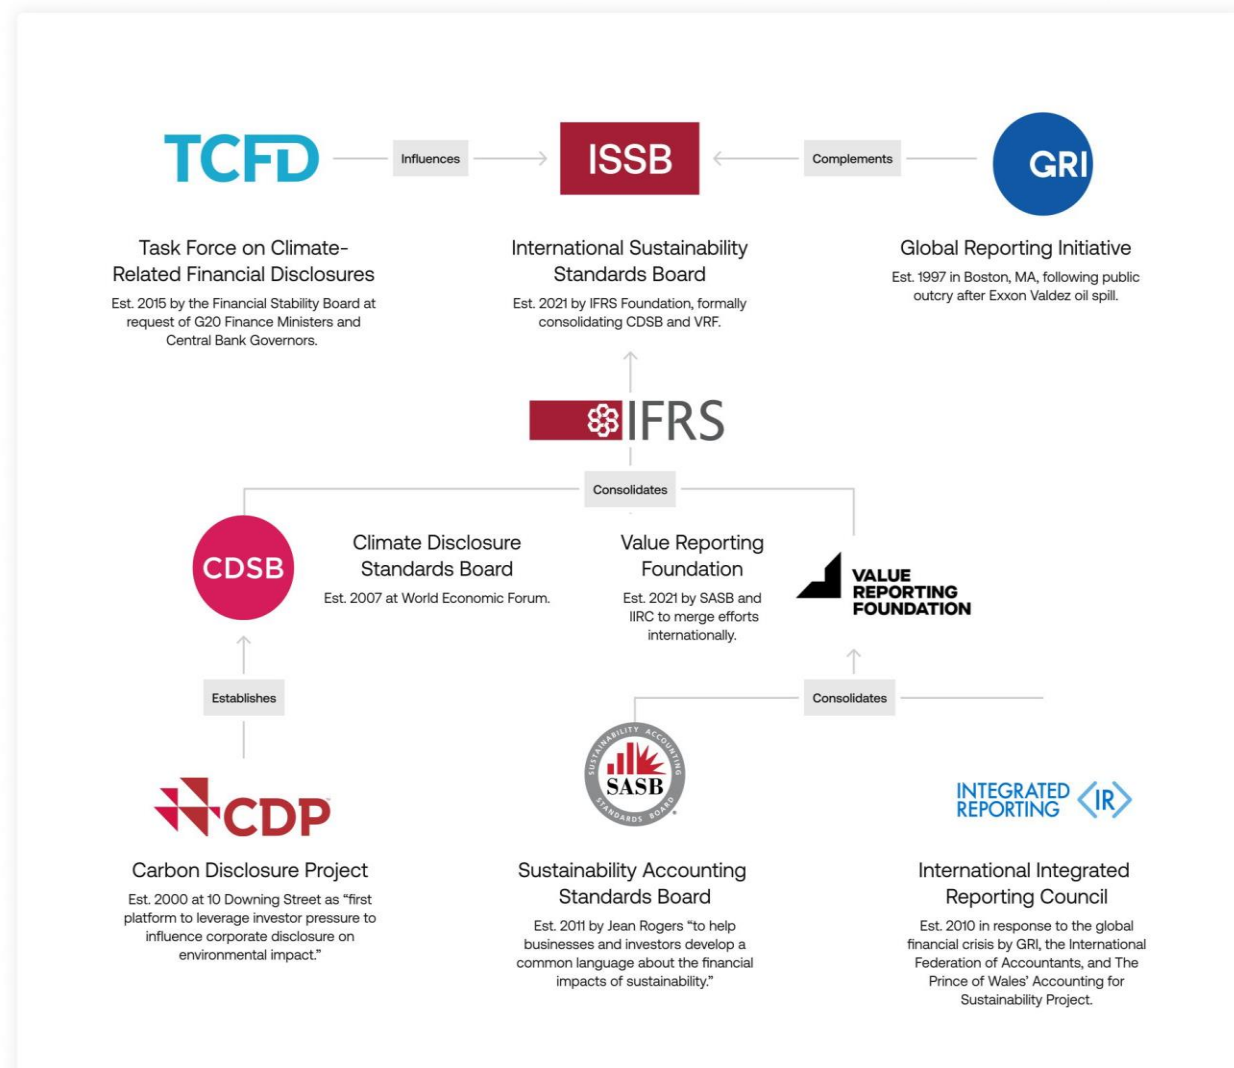 TCFD
Influences
ISSB
Complements
GRI
Task Force on Climate-
Related Financial Disclosures
Est. 2015 by the Financial Stability Board at
request of G20 Finance Ministers and
Central Bank Governors.
International Sustainability
Standards Board
Est. 2021 by IFRS Foundation, formally
consolidating CDSB and VRF.
Global Reporting Initiative
Est. 1997 in Boston, MA, following public
outcry after Exxon Valdez oil spill.
IFRS
Consolidates
CDSB
Climate Disclosure
Standards Board
Est. 2007 at World Economic Forum.
Value Reporting
Foundation
Est. 2021 by SASB and
IIRC to merge efforts
internationally.
VALUE
REPORTING
FOUNDATION
Establishes
Consolidates
CDP
Carbon Disclosure Project
Est. 2000 at 10 Downing Street as “first
platform to leverage investor pressure to
influence corporate disclosure on
environmental impact.”
SUSTAINABILITY ACCOUNTING
SASB
STANDARDS BOARD
Sustainability Accounting
Standards Board
Est. 2011 by Jean Rogers “to help
businesses and investors develop a
common language about the financial
impacts of sustainability.”
INTEGRATED
REPORTING
IR
International Integrated
Reporting Council
Est. 2010 in response to the global
financial crisis by GRI, the International
Federation of Accountants, and The
Prince of Wales’ Accounting for
Sustainability Project.